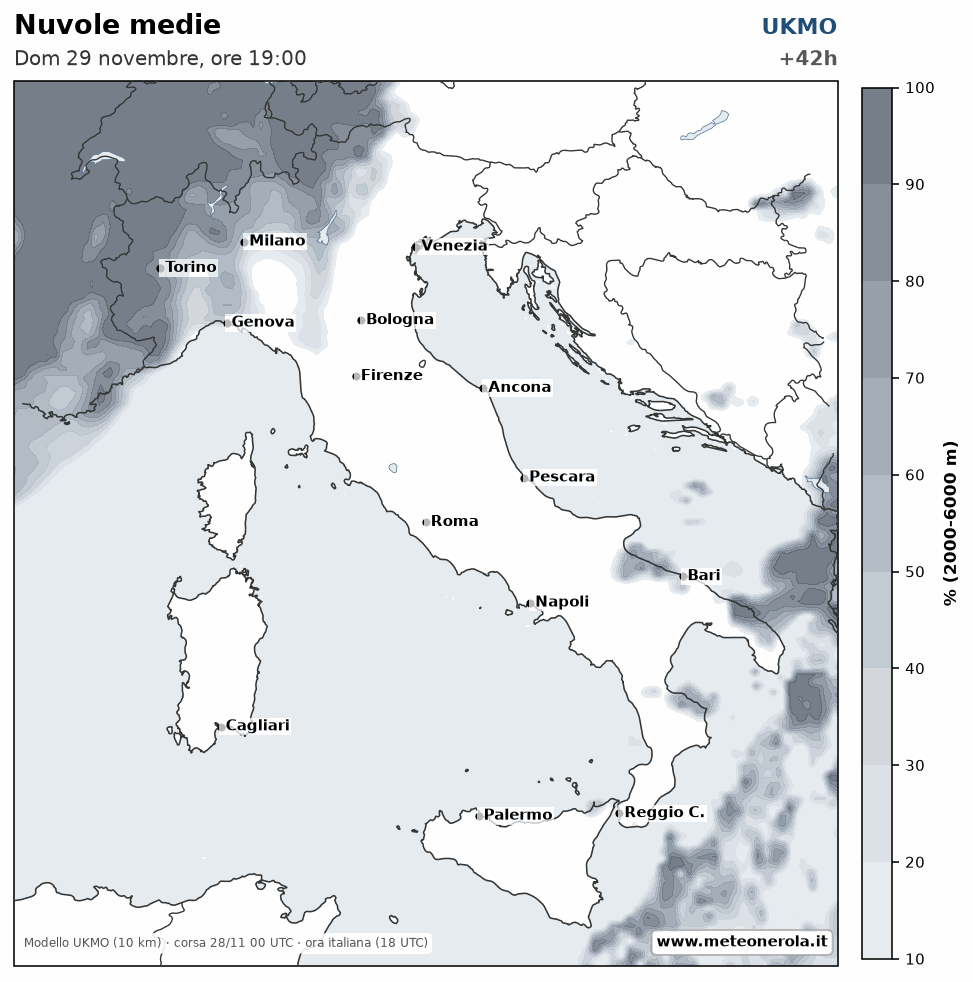 Nuvole medie
UKMO
Dom 29 novembre, ore 19:00
+42h
Milano
Venezia
Torino
Genova
Bologna
Firenze
Ancona
Pescara
Roma
Bari
Napoli
Cagliari
Palermo
Reggio C.
Modello UKMO (10 km) · corsa 28/11 00 UTC · ora italiana (18 UTC)
www.meteonerola.it
100
90
80
70
60
50
40
30
20
10
% (2000-6000 m)